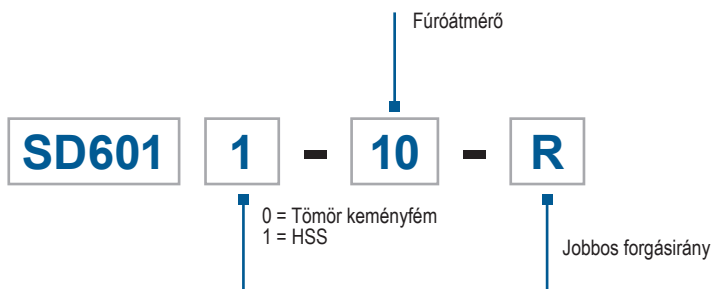 Fúróátmérő
SD601 1 - 10 - R
0 = Tömör keményfém
1 = HSS
Jobbos forgásirány